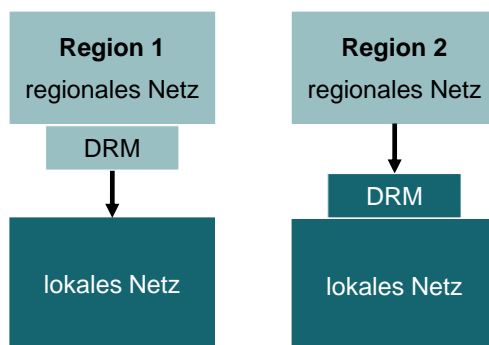 Region 1
regionales Netz
DRM
lokales Netz
Region 2
regionales Netz
DRM
lokales Netz